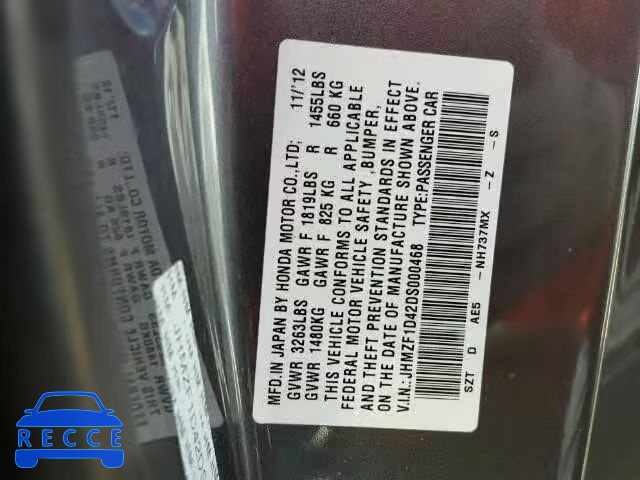 MFD.IN JAPAN BY HONDA MOTOR CO.,LTD; 11/'12
GVWR 3263LBS GAWR F 1819LBS R 1455LBS
GVWR 1480KG GAWR F 825 KG R 660 KG
THIS VEHICLE CONFORMS TO ALL APPLICABLE
FEDERAL MOTOR VEHICLE SAFETY ,BUMPER,
AND THEFT PREVENTION STANDARDS IN EFFECT
ON THE DATE OF MANUFACTURE SHOWN ABOVE.
V.I.N.:JHMZF1D42DS000468 TYPE:PASSENGER CAR
SZT D AE5 -NH737MX -Z -S
RECCE